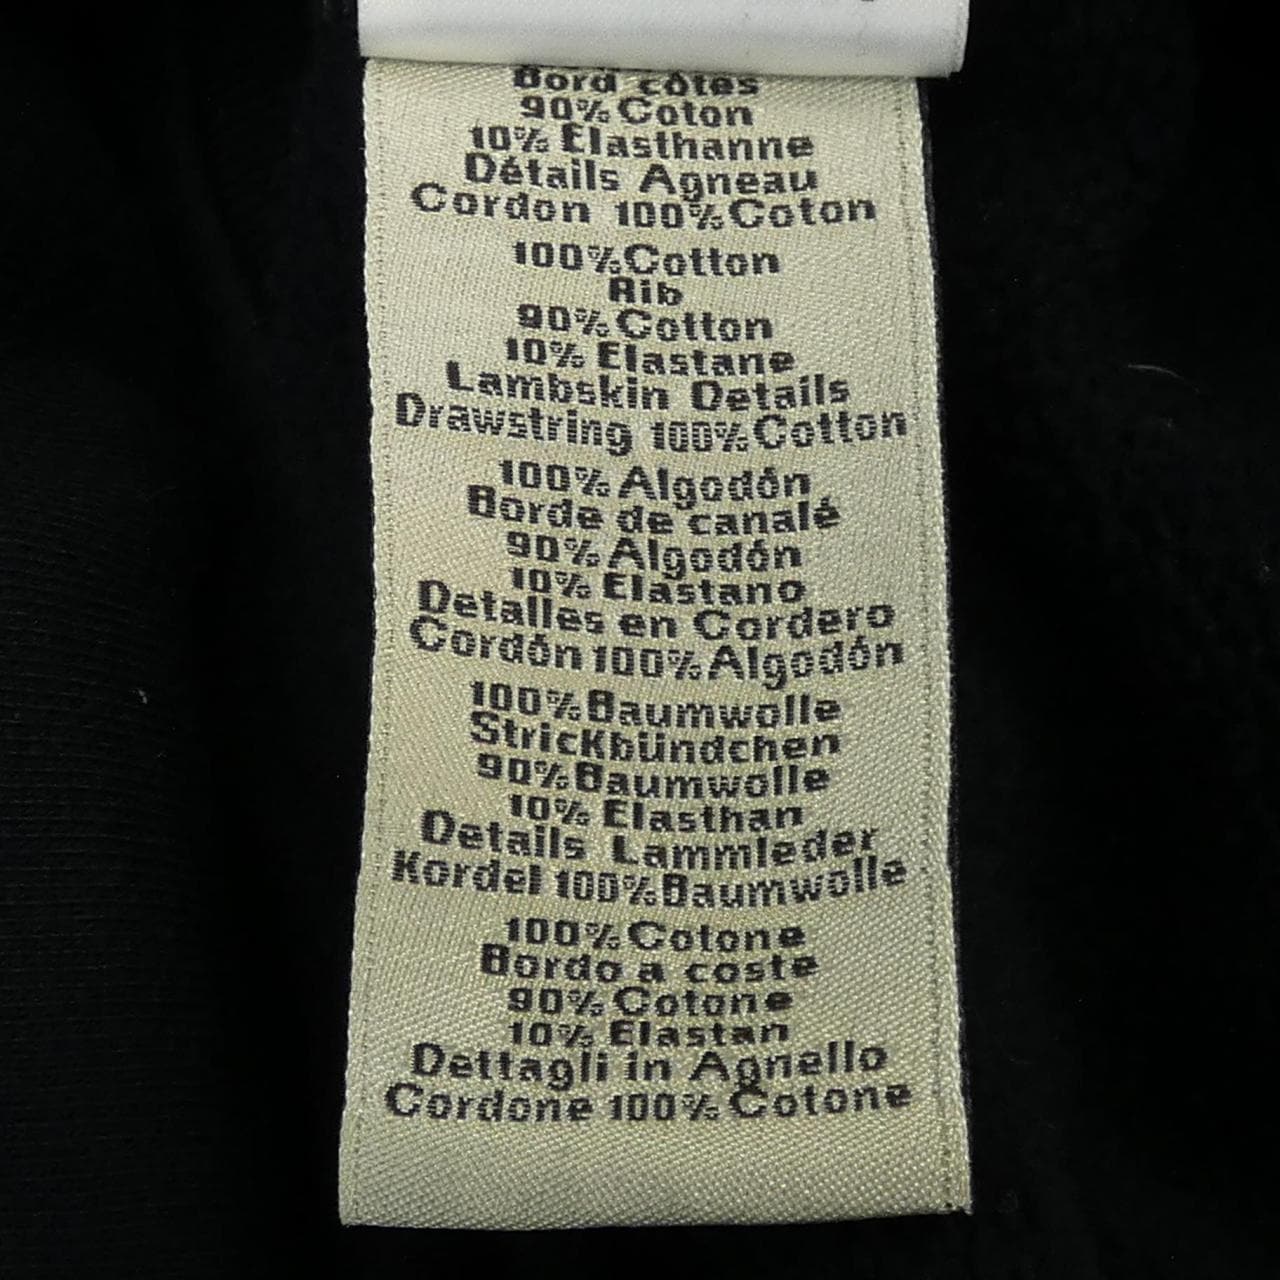 Bord côtes
90% Coton
10% Elasthanne
Détails Agneau
Cordon 100% Coton
100% Cotton
Rib
90% Cotton
10% Elastane
Lambskin Details
Drawstring 100% Cotton
100% Algodón
Borde de canalé
90% Algodón
10% Elastano
Detalles en Cordero
Cordón 100% Algodón
100% Baumwolle
Strickbündchen
90% Baumwolle
10% Elasthan
Details Lammleder
Kordel 100% Baumwolle
100% Cotone
Bordo a coste
90% Cotone
10% Elastan
Dettagli in Agnello
Cordone 100% Cotone